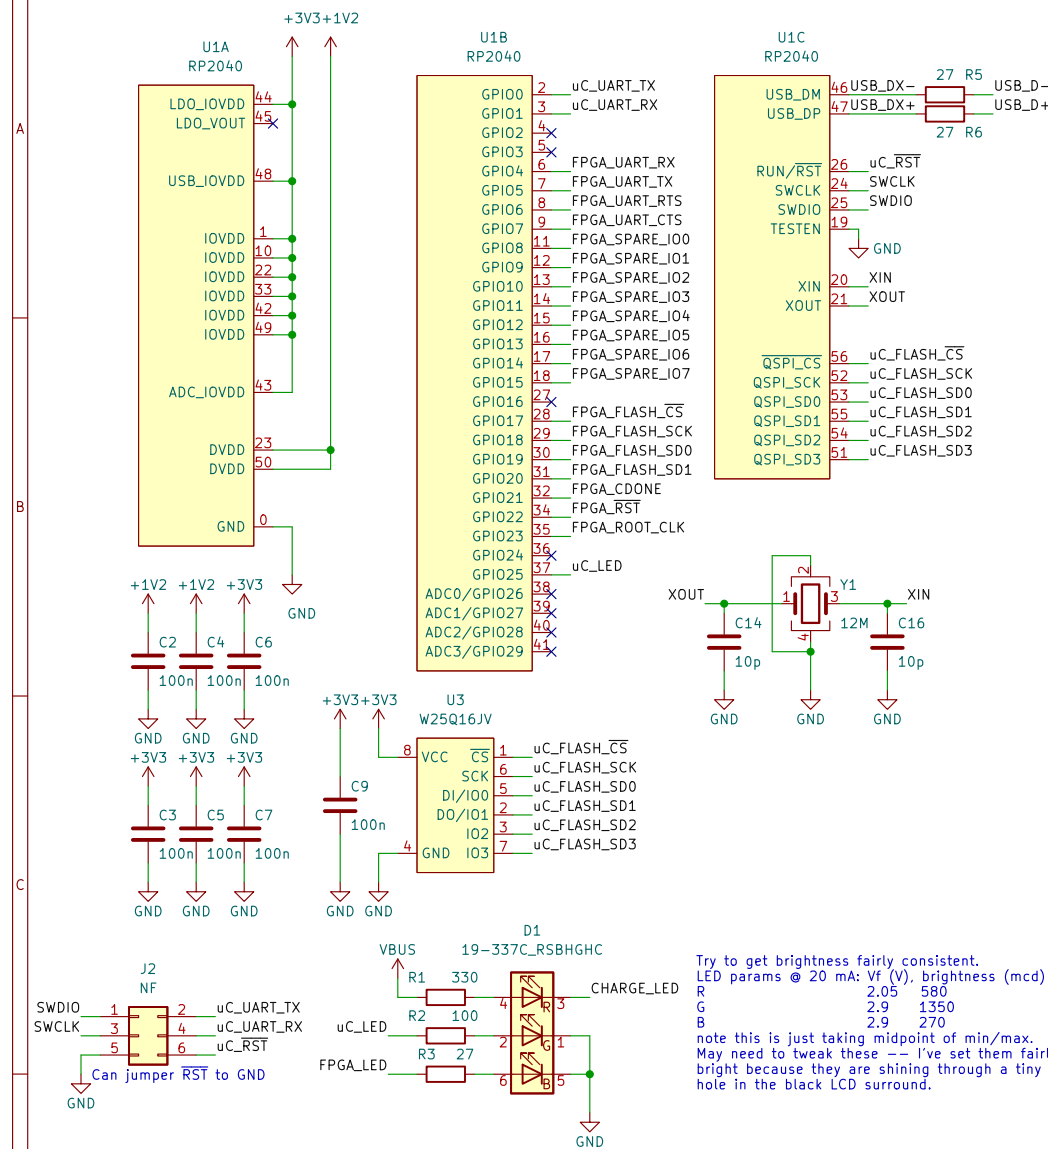 A
B
C
+3V3+1V2
U1A
RP2040
LDO_IOVDD 44
LDO_VOUT 45
USB_IOVDD 48
IOVDD 1
IOVDD 10
IOVDD 22
IOVDD 33
IOVDD 42
IOVDD 49
ADC_IOVDD 43
DVDD 23
DVDD 50
GND 0
GND
U1B
RP2040
GPIO0 2 uC_UART_TX
GPIO1 3 uC_UART_RX
GPIO2 4
GPIO3 5
GPIO4 6 FPGA_UART_RX
GPIO5 7 FPGA_UART_TX
GPIO6 8 FPGA_UART_RTS
GPIO7 9 FPGA_UART_CTS
GPIO8 11 FPGA_SPARE_IO0
GPIO9 12 FPGA_SPARE_IO1
GPIO10 13 FPGA_SPARE_IO2
GPIO11 14 FPGA_SPARE_IO3
GPIO12 15 FPGA_SPARE_IO4
GPIO13 16 FPGA_SPARE_IO5
GPIO14 17 FPGA_SPARE_IO6
GPIO15 18 FPGA_SPARE_IO7
GPIO16 27
GPIO17 28 FPGA_FLASH_CS
GPIO18 29 FPGA_FLASH_SCK
GPIO19 30 FPGA_FLASH_SD0
GPIO20 31 FPGA_FLASH_SD1
GPIO21 32 FPGA_CDONE
GPIO22 34 FPGA_RST
GPIO23 35 FPGA_ROOT_CLK
GPIO24 36
GPIO25 37 uC_LED
ADC0/GPIO26 38
ADC1/GPIO27 39
ADC2/GPIO28 40
ADC3/GPIO29 41
U1C
RP2040
27 R5
USB_DM 46 USB_DX- USB_D-
USB_DP 47 USB_DX+ USB_D+
27 R6
RUN/RST 26 uC_RST
SWCLK 24 SWCLK
SWDIO 25 SWDIO
TESTEN 19
GND
XIN 20 XIN
XOUT 21 XOUT
QSPI_CS 56 uC_FLASH_CS
QSPI_SCK 52 uC_FLASH_SCK
QSPI_SD0 53 uC_FLASH_SD0
QSPI_SD1 55 uC_FLASH_SD1
QSPI_SD2 54 uC_FLASH_SD2
QSPI_SD3 51 uC_FLASH_SD3
+1V2 +1V2 +3V3
C2 C4 C6
100n 100n 100n
GND GND GND
+3V3 +3V3 +3V3
C3 C5 C7
100n 100n 100n
GND GND GND
+3V3+3V3
C9
100n
GND GND
U3
W25Q16JV
8 VCC CS 1 uC_FLASH_CS
SCK 6 uC_FLASH_SCK
DI/IO0 5 uC_FLASH_SD0
DO/IO1 2 uC_FLASH_SD1
IO2 3 uC_FLASH_SD2
4 GND IO3 7 uC_FLASH_SD3
2 Y1
XOUT 1 3 XIN
C14 4 12M C16
10p 10p
GND GND GND
J2
NF
SWDIO 1 2 uC_UART_TX
SWCLK 3 4 uC_UART_RX
5 6 uC_RST
Can jumper RST to GND
GND
D1
19-337C_RSBHGHC
VBUS
R1 330
4 R 3 CHARGE_LED
R2 100
uC_LED 2 G 1
R3 27
FPGA_LED 6 B 5
GND
Try to get brightness fairly consistent.
LED params @ 20 mA: Vf (V), brightness (mcd)
R 2.05 580
G 2.9 1350
B 2.9 270
note this is just taking midpoint of min/max.
May need to tweak these -- I've set them fairl
bright because they are shining through a tiny
hole in the black LCD surround.